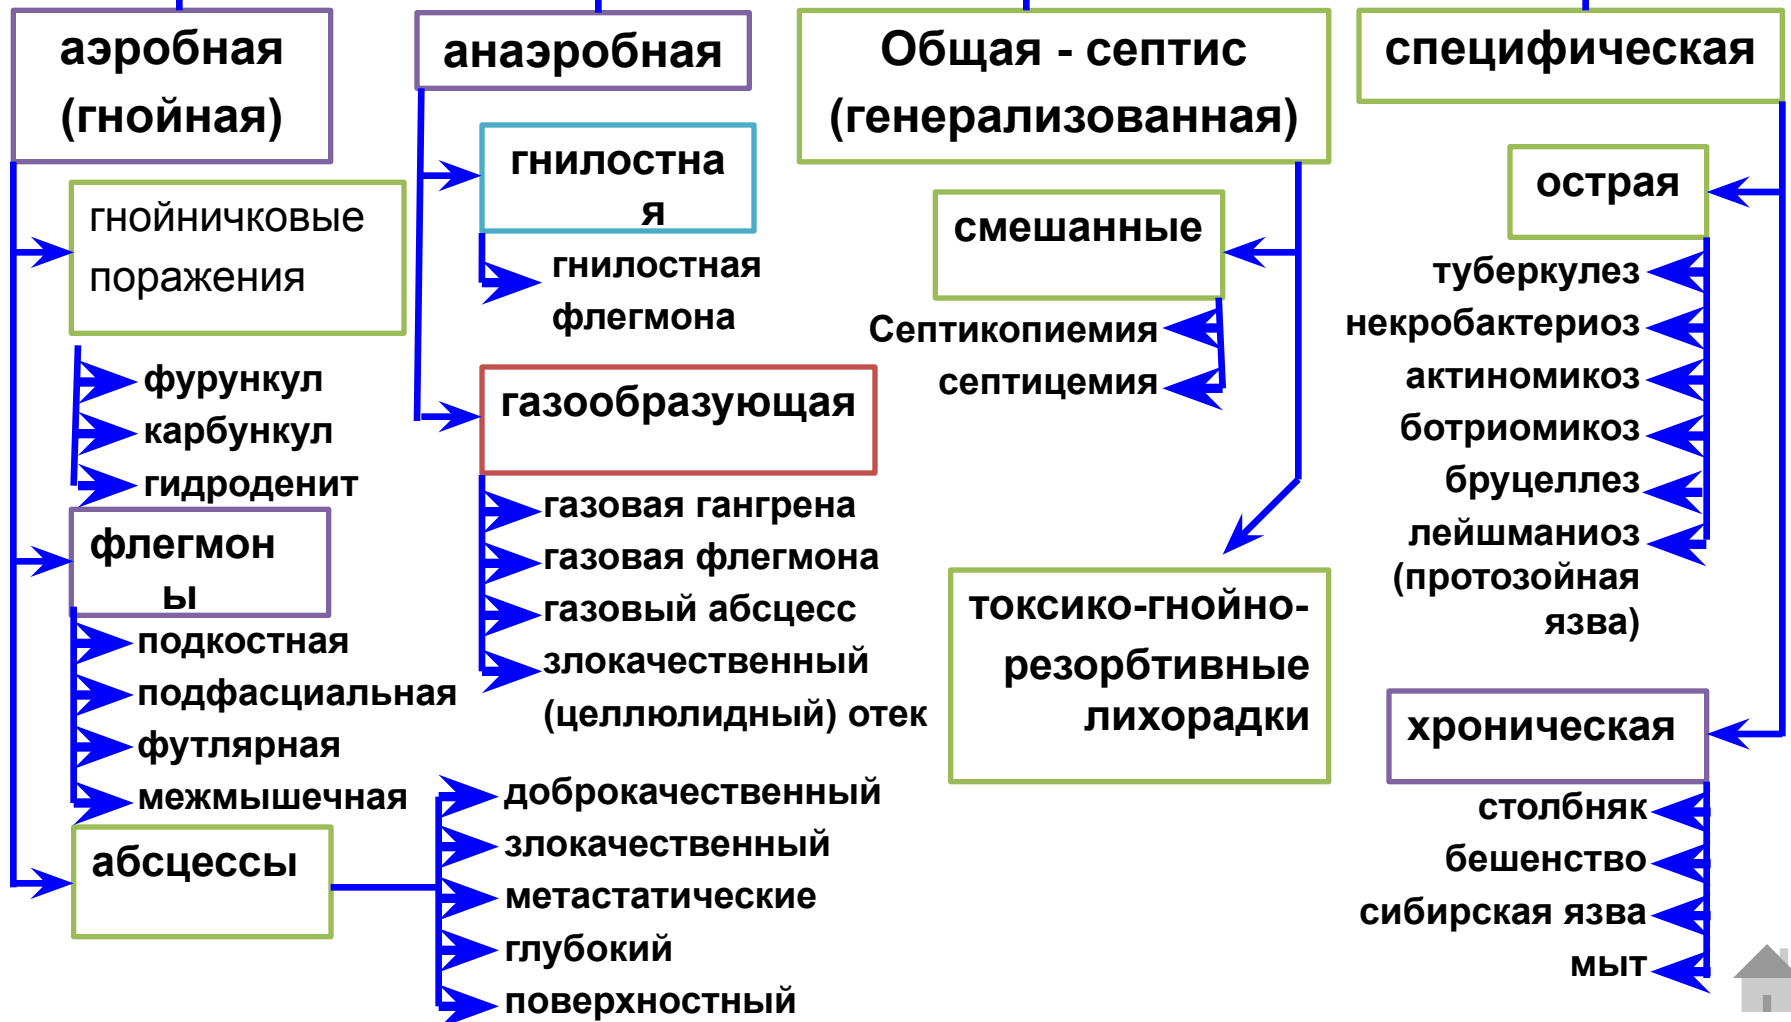 аэробная
(гнойная)
гнойничковые
поражения
фурункул
карбункул
гидроденит
флегмон
ы
подкостная
подфасциальная
футлярная
межмышечная
абсцессы
доброкачественный
злокачественный
метастатические
глубокий
поверхностный
анаэробная
гнилостна
я
гнилостная
флегмона
газообразующая
газовая гангрена
газовая флегмона
газовый абсцесс
злокачественный
(целлюлидный) отек
Общая - септис
(генерализованная)
смешанные
Септикопиемия
септицемия
токсико-гнойно-
резорбтивные
лихорадки
специфическая
острая
туберкулез
некробактериоз
актиномикоз
ботриомикоз
бруцеллез
лейшманиоз
(протозойная
язва)
хроническая
столбняк
бешенство
сибирская язва
мыт